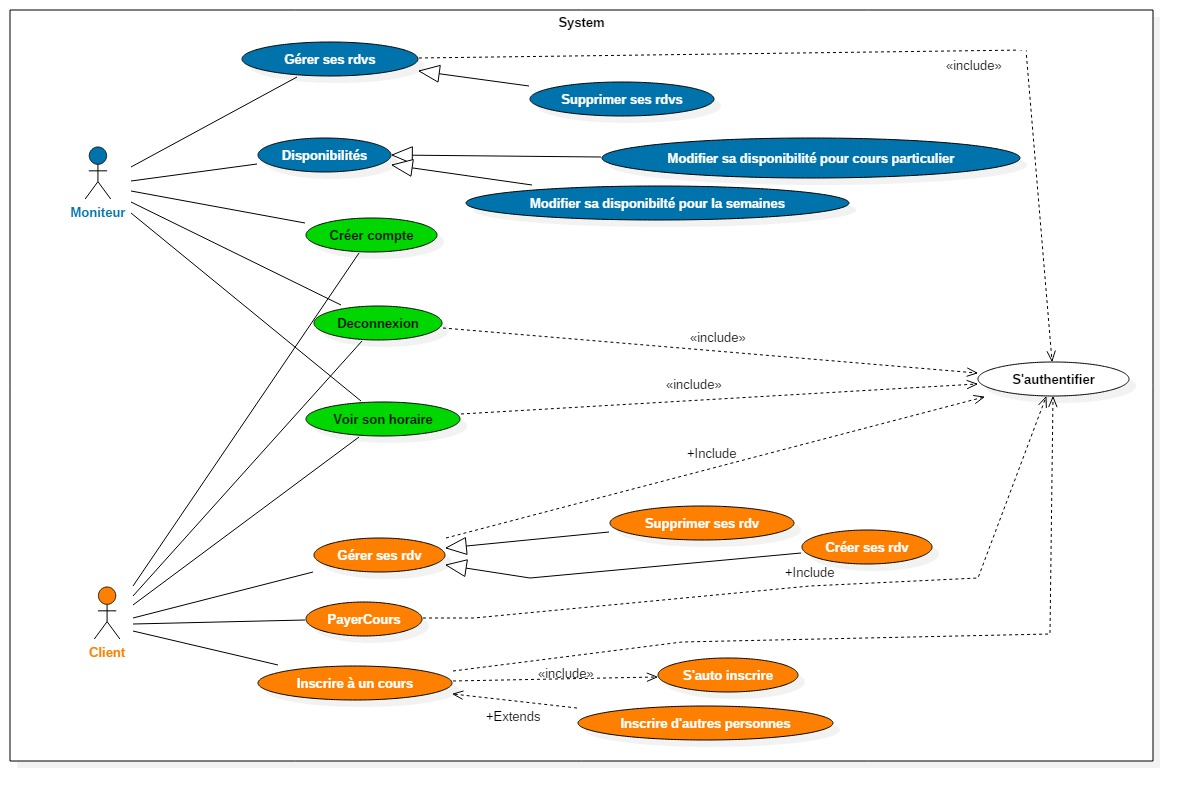 System
Gérer ses rdvs
«include»
Supprimer ses rdvs
Disponibilités
Modifier sa disponibilité pour cours particulier
Modifier sa disponibilté pour la semaines
Moniteur
Créer compte
Deconnexion
«include»
S'authentifier
«include»
Voir son horaire
+Include
Supprimer ses rdv
Créer ses rdv
Gérer ses rdv
+Include
PayerCours
Client
«include»
S'auto inscrire
Inscrire à un cours
+Extends
Inscrire d'autres personnes